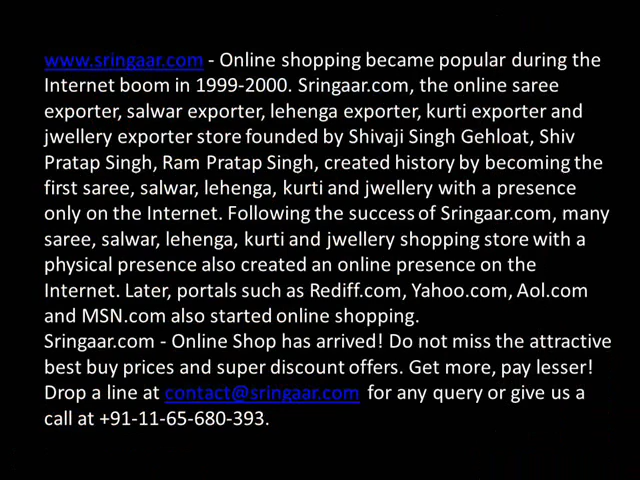 www.sringaar.com - Online shopping became popular during the
Internet boom in 1999-2000. Sringaar.com, the online saree
exporter, salwar exporter, lehenga exporter, kurti exporter and
jwellery exporter store founded by Shivaji Singh Gehloat, Shiv
Pratap Singh, Ram Pratap Singh, created history by becoming the
first saree, salwar, lehenga, kurti and jwellery with a presence
only on the Internet. Following the success of Sringaar.com, many
saree, salwar, lehenga, kurti and jwellery shopping store with a
physical presence also created an online presence on the
Internet. Later, portals such as Rediff.com, Yahoo.com, Aol.com
and MSN.com also started online shopping.
Sringaar.com - Online Shop has arrived! Do not miss the attractive
best buy prices and super discount offers. Get more, pay lesser!
Drop a line at contact@sringaar.com for any query or give us a
call at +91-11-65-680-393.